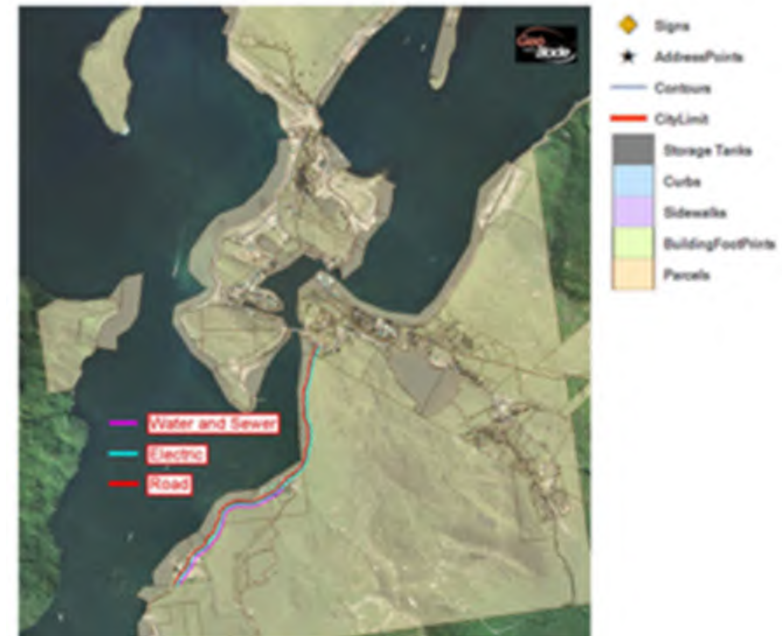 Signs
AddressPoints
Contours
CityLimit
Storage Tanks
Curbs
Sidewalks
BuildingFootPrints
Parcels
Water and Sewer
Electric
Road